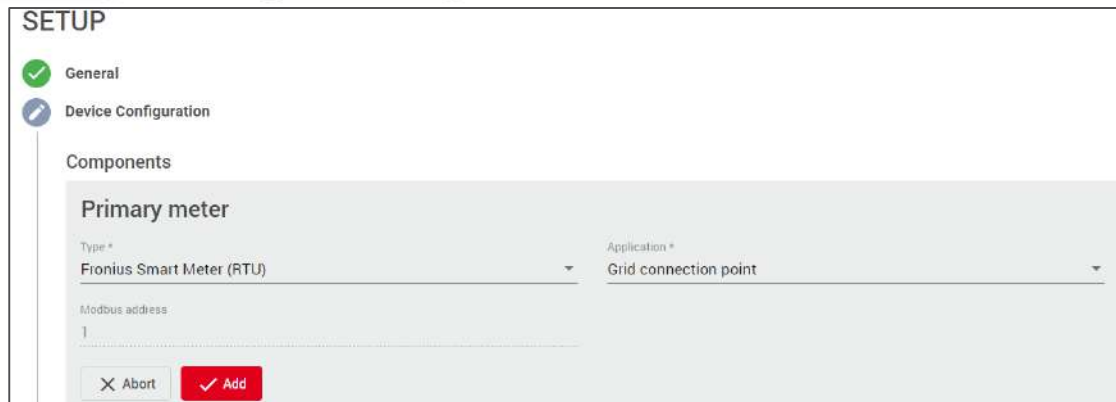 SETUP
General
Device Configuration
Components
Primary meter
Type * Application *
Fronius Smart Meter (RTU) Grid connection point
Modbus address
1
Abort Add